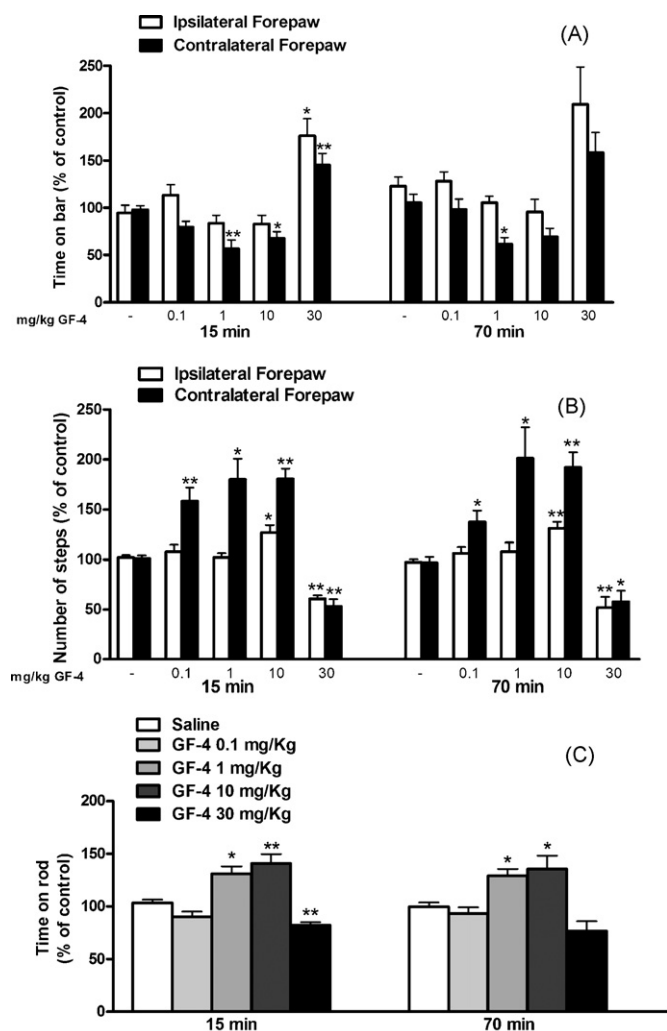 Ipsilateral Forepaw
Contralateral Forepaw
(A)
250
200
150
100
50
0
Time on bar (% of control)
* ** ** * *
mg/kg GF-4 - 0.1 1 10 30 - 0.1 1 10 30
15 min 70 min
Ipsilateral Forepaw
Contralateral Forepaw
(B)
250
200
150
100
50
0
Number of steps (% of control)
** * * ** ** ** * * ** ** ** *
mg/kg GF-4 - 0.1 1 10 30 - 0.1 1 10 30
15 min 70 min
Saline
GF-4 0.1 mg/Kg
GF-4 1 mg/Kg
GF-4 10 mg/Kg
GF-4 30 mg/Kg
(C)
200
150
100
50
0
Time on rod
(% of control)
* ** ** * *
15 min 70 min